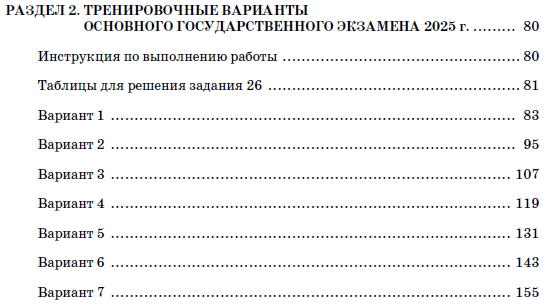 РАЗДЕЛ 2. ТРЕНИРОВОЧНЫЕ ВАРИАНТЫ
ОСНОВНОГО ГОСУДАРСТВЕННОГО ЭКЗАМЕНА 2025 г. ......... 80
Инструкция по выполнению работы ................................................ 80
Таблицы для решения задания 26 .................................................. 81
Вариант 1 ............................................................................. 83
Вариант 2 ............................................................................. 95
Вариант 3 ............................................................................. 107
Вариант 4 ............................................................................. 119
Вариант 5 ............................................................................. 131
Вариант 6 ............................................................................. 143
Вариант 7 ............................................................................. 155